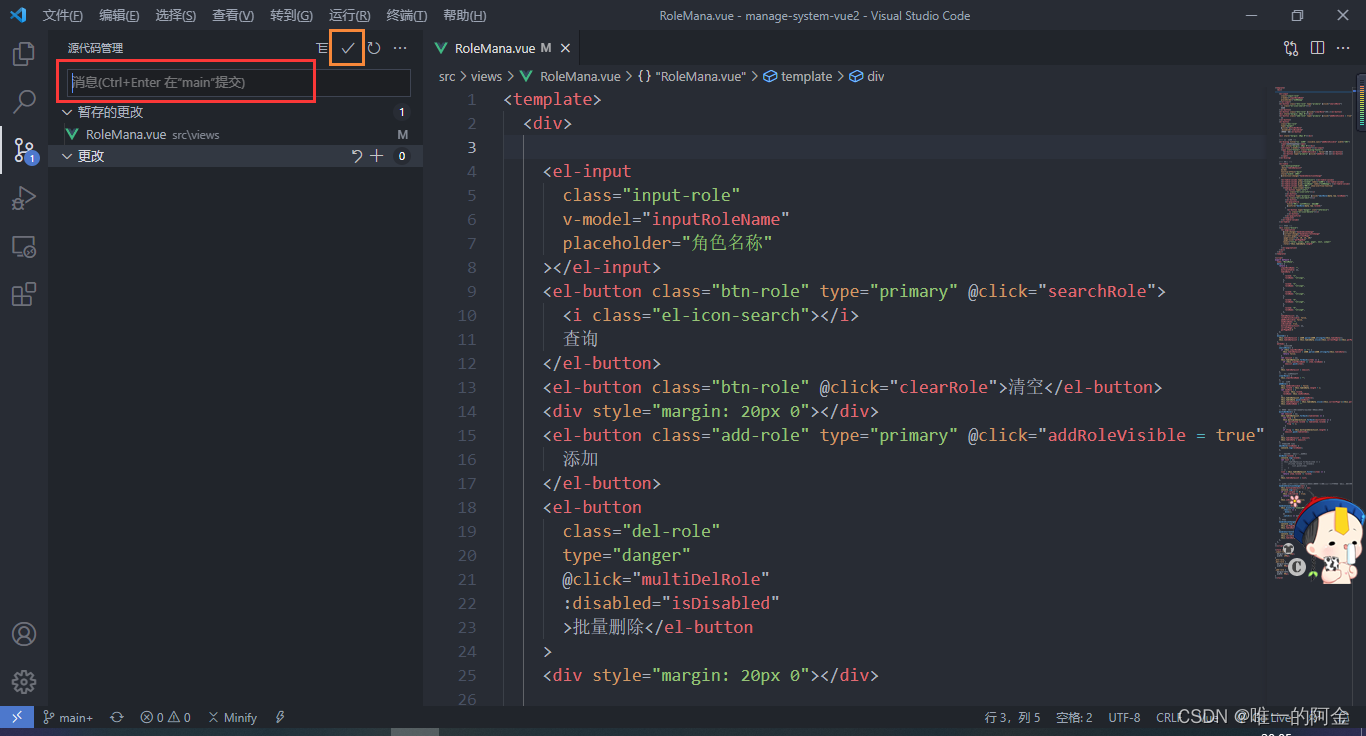 文件(F) 编辑(E) 选择(S) 查看(V) 转到(G) 运行(R) 终端(T) 帮助(H) RoleMana.vue - manage-system-vue2 - Visual Studio Code
源代码管理
RoleMana.vue M
消息(Ctrl+Enter 在"main"提交)
src > views > RoleMana.vue > {} "RoleMana.vue" > template > div
暂存的更改 1
RoleMana.vue src\views M
更改 0
1
1 <template>
2 <div>
3
4 <el-input
5 class="input-role"
6 v-model="inputRoleName"
7 placeholder="角色名称"
8 ></el-input>
9 <el-button class="btn-role" type="primary" @click="searchRole">
10 <i class="el-icon-search"></i>
11 查询
12 </el-button>
13 <el-button class="btn-role" @click="clearRole">清空</el-button>
14 <div style="margin: 20px 0"></div>
15 <el-button class="add-role" type="primary" @click="addRoleVisible = true"
16 添加
17 </el-button>
18 <el-button
19 class="del-role"
20 type="danger"
21 @click="multiDelRole"
22 :disabled="isDisabled"
23 >批量删除</el-button
24 >
25 <div style="margin: 20px 0"></div>
26
main+ 0 0 Minify 行 3，列 5 空格: 2 UTF-8 CRLF
CSDN @唯一的阿金